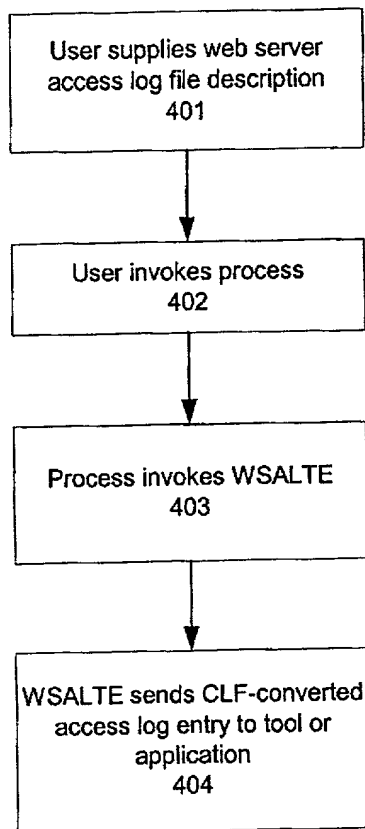 User supplies web server
access log file description
401
User invokes process
402
Process invokes WSALTE
403
WSALTE sends CLF-converted
access log entry to tool or
application
404